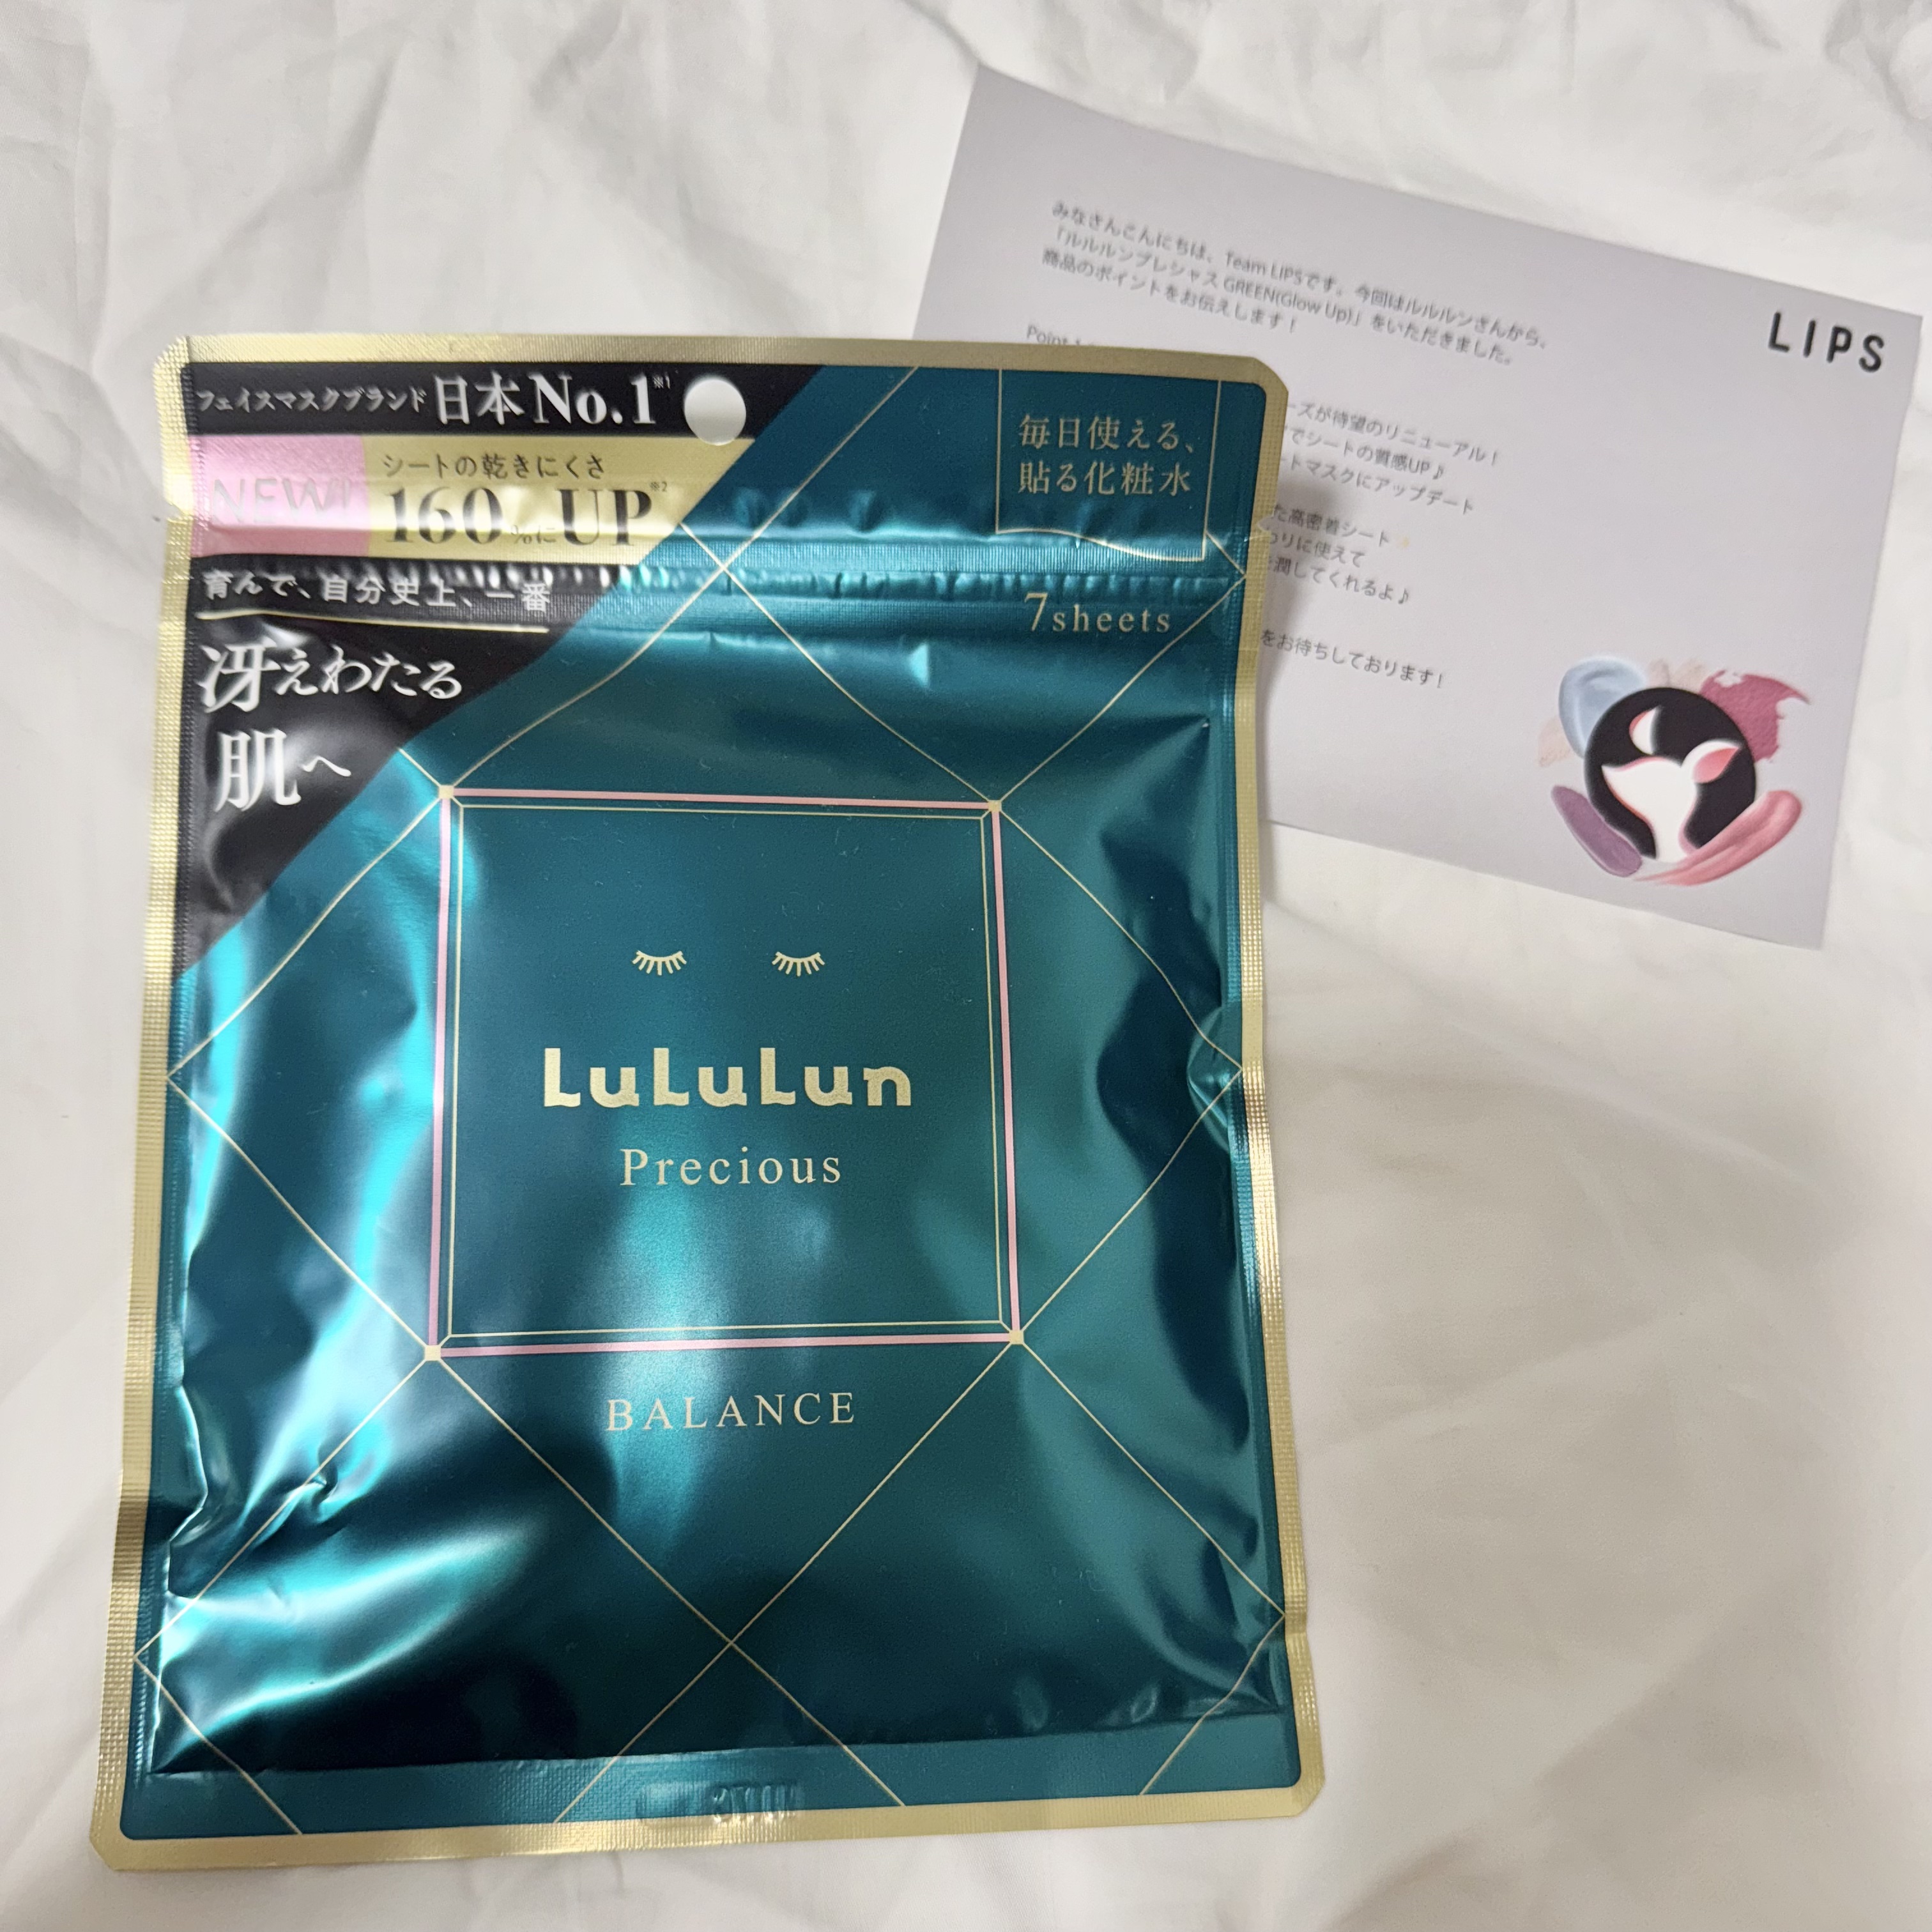 フェイスマスクブランド 日本No.1※1
NEW!
シートの乾きにくさ
160%にUP※2
毎日使える、
貼る化粧水
7sheets
育んで、自分史上、一番
冴えわたる
肌へ
LuLuLun
Precious
BALANCE
LIPS
みなさんこんにちは、Team LIPSです。今回はルルルンさんから、
「ルルルンプレシャス GREEN(Glow Up)」をいただきました。
商品のポイントをお伝えします！
Point
ーズが待望のリニューアル！
でシートの質感UP♪
ートマスクにアップデート
た高密着シート
わりに使えて
潤してくれるよ♪
をお待ちしております！